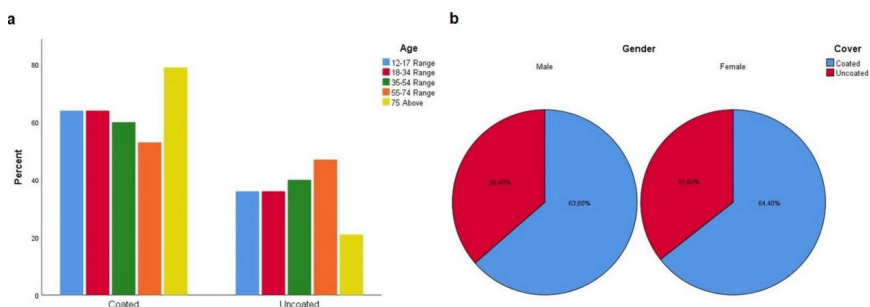 a
Age
12-17 Range
18-34 Range
35-54 Range
55-74 Range
75 Above
Percent
80
60
40
20
0
Coated
Uncoated
b
Gender
Male
Female
Cover
Coated
Uncoated
36,40%
63,60%
35,60%
64,40%